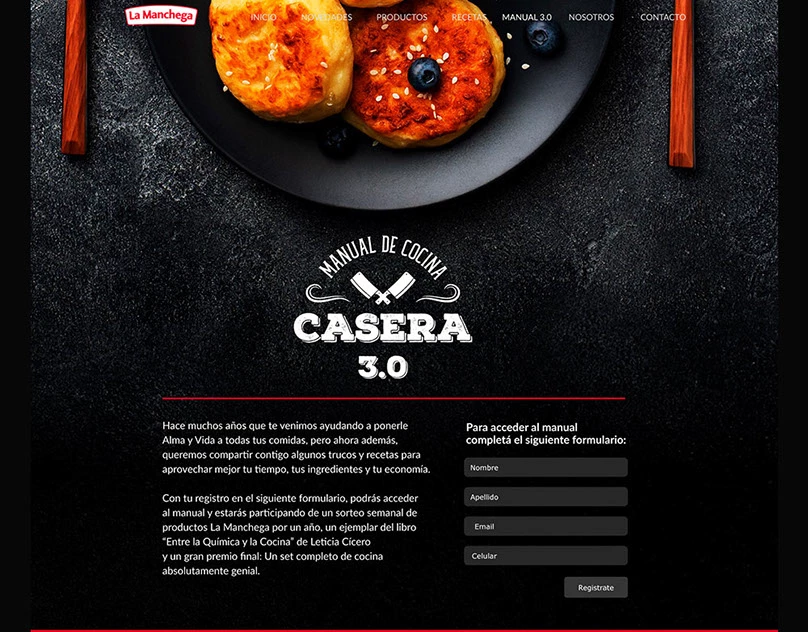 La Manchega
INICIO NOVEDADES PRODUCTOS RECETAS MANUAL 3.0 NOSOTROS CONTACTO
MANUAL DE COCINA
CASERA
3.0
Hace muchos años que te venimos ayudando a ponerle
Alma y Vida a todas tus comidas, pero ahora además,
queremos compartir contigo algunos trucos y recetas para
aprovechar mejor tu tiempo, tus ingredientes y tu economía.
Con tu registro en el siguiente formulario, podrás acceder
al manual y estarás participando de un sorteo semanal de
productos La Manchega por un año, un ejemplar del libro
“Entre la Química y la Cocina” de Leticia Cícero
y un gran premio final: Un set completo de cocina
absolutamente genial.
Para acceder al manual
completá el siguiente formulario:
Nombre
Apellido
Email
Celular
Registrate